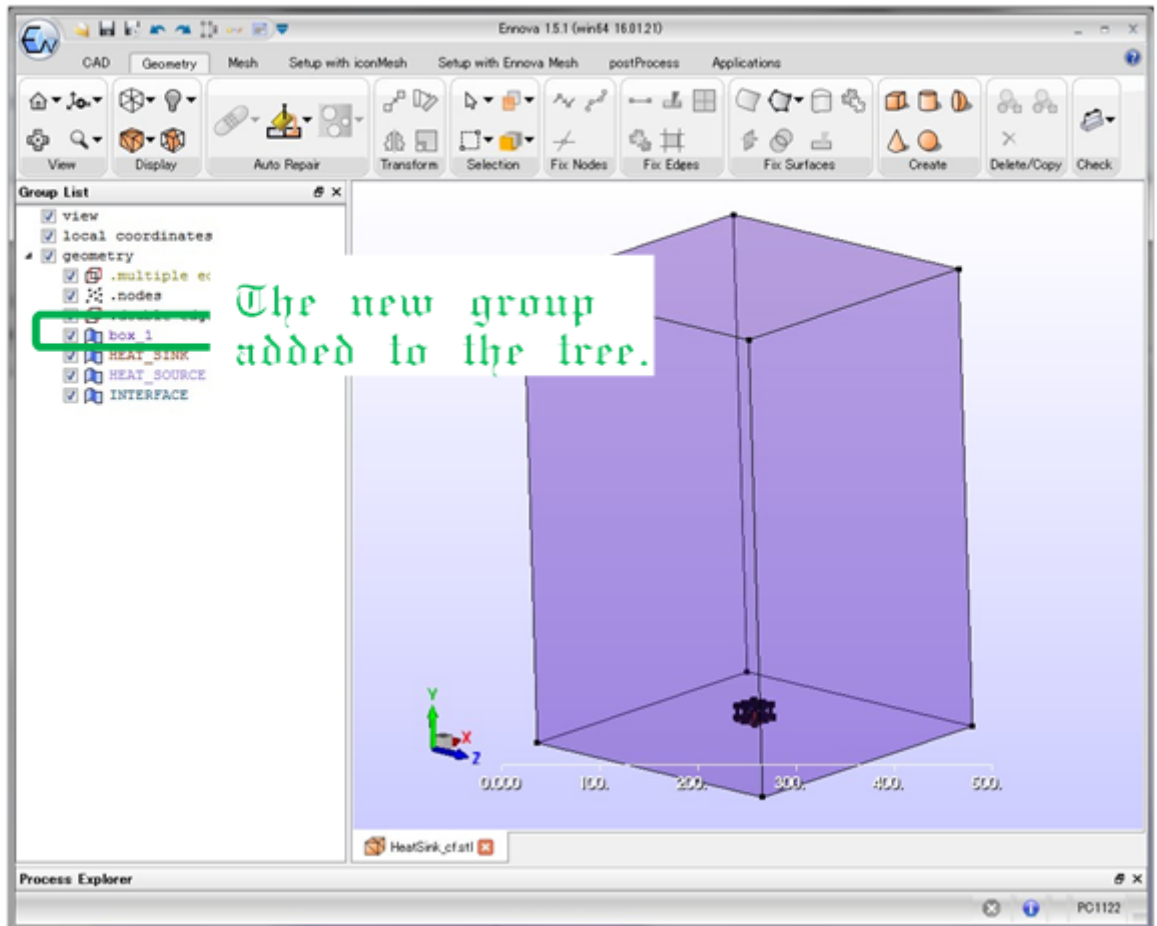 Ennova 1.5.1 (win64 16.01.21)
CAD Geometry Mesh Setup with iconMesh Setup with Ennova Mesh postProcess Applications
View Display Auto Repair Transform Selection Fix Nodes Fix Edges Fix Surfaces Create Delete/Copy Check
Group List
view
local coordinates
geometry
.multiple
.nodes
box_1
HEAT_SINK
HEAT_SOURCE
INTERFACE
The new group
added to the tree.
Y
X
Z
0.000 100. 200. 300. 400. 500.
HeatSink_cf.stl
Process Explorer
PC1122